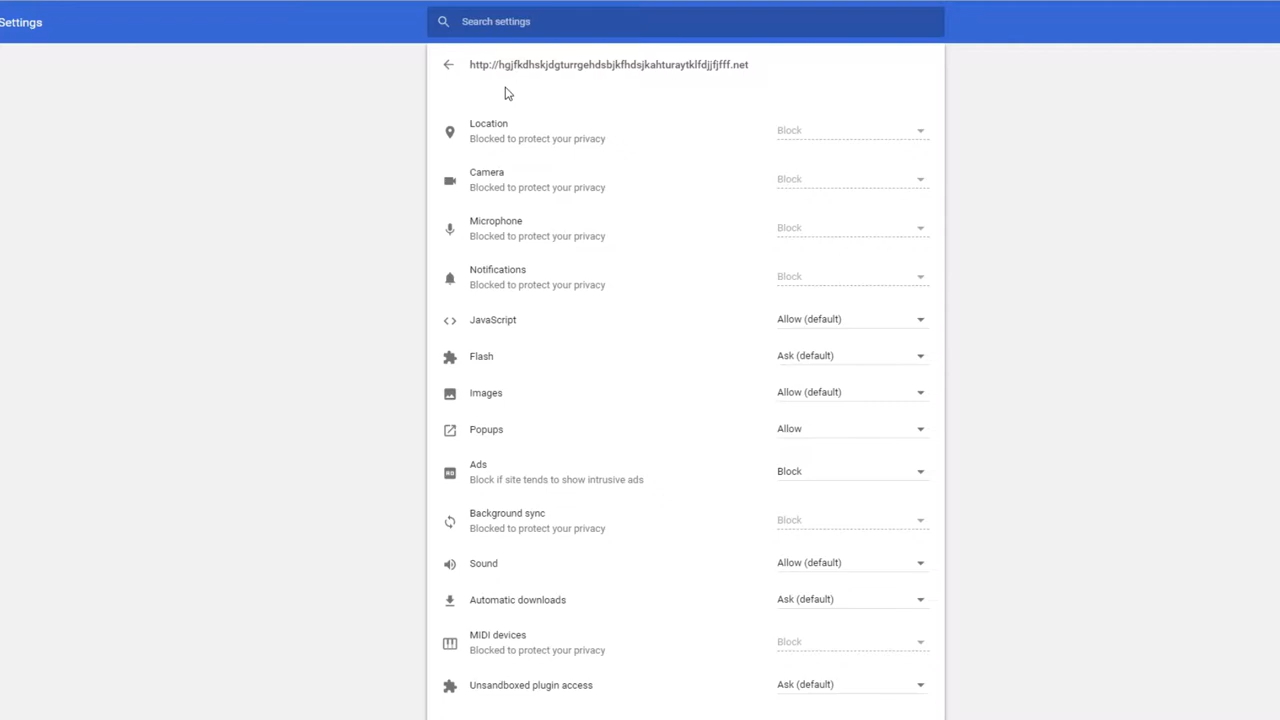 Settings
Search settings
http://hgjfkdhskjdgturrgehdsbjkfhdsjkahturaytklfdjjfjfff.net
Location
Blocked to protect your privacy
Block
Camera
Blocked to protect your privacy
Block
Microphone
Blocked to protect your privacy
Block
Notifications
Blocked to protect your privacy
Block
JavaScript
Allow (default)
Flash
Ask (default)
Images
Allow (default)
Popups
Allow
Ads
Block if site tends to show intrusive ads
Block
Background sync
Blocked to protect your privacy
Block
Sound
Allow (default)
Automatic downloads
Ask (default)
MIDI devices
Blocked to protect your privacy
Block
Unsandboxed plugin access
Ask (default)